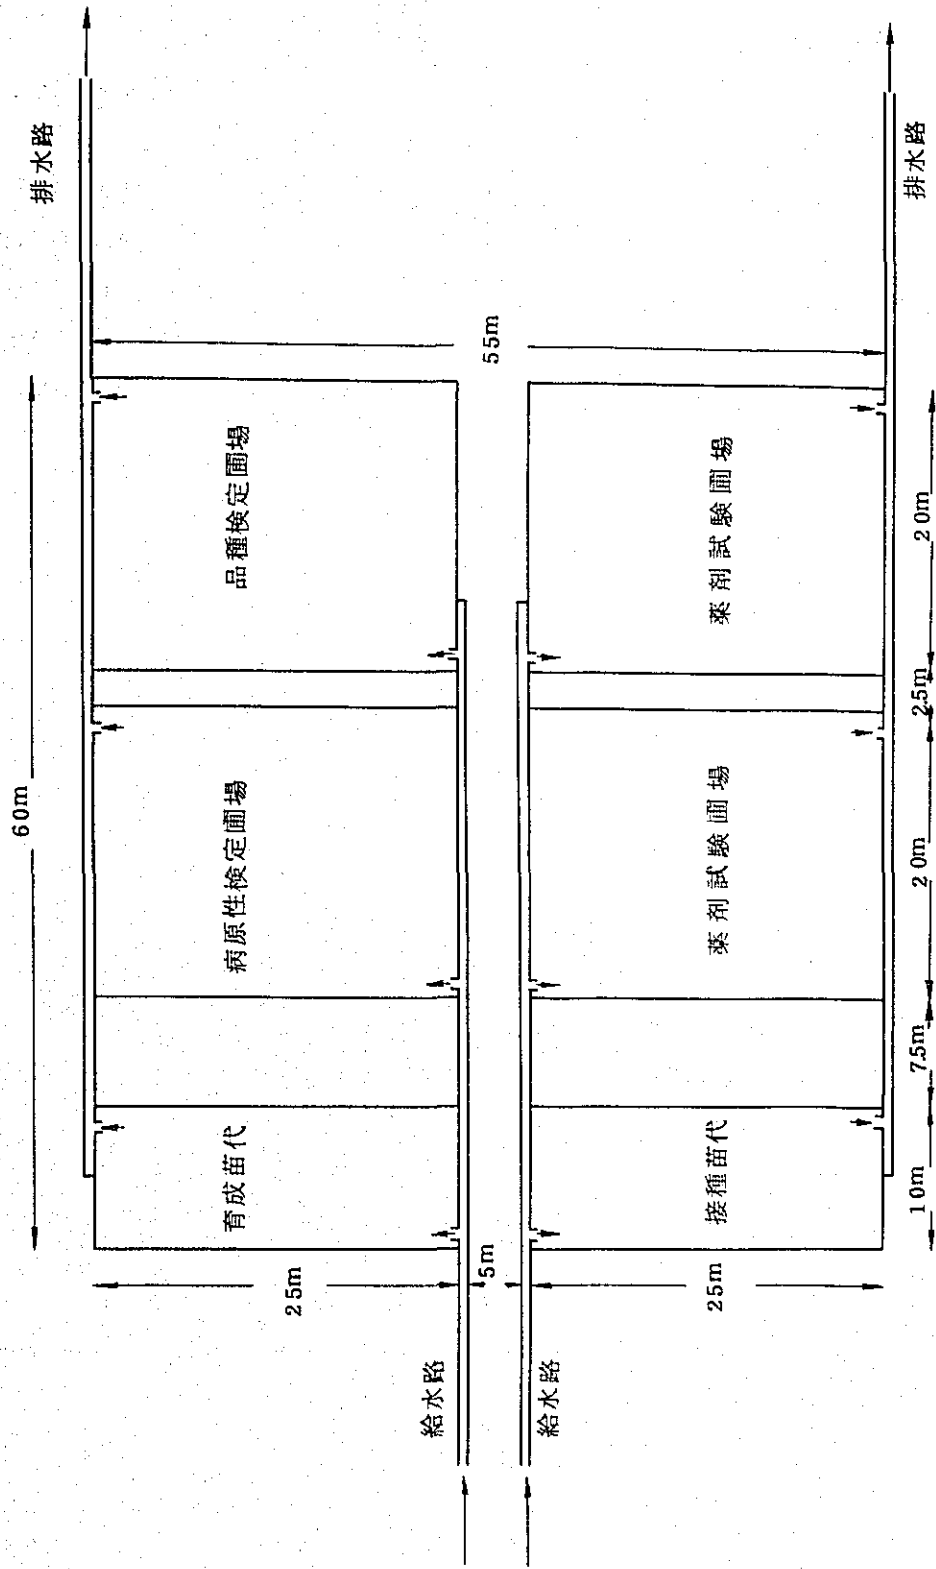 排水路
60m
品種検定圃場
病原性検定圃場
育成苗代
25m
給水路
55m
5m
給水路
薬剤試験圃場
薬剤試験圃場
接種苗代
25m
排水路
20m
2.5m
20m
7.5m
10m